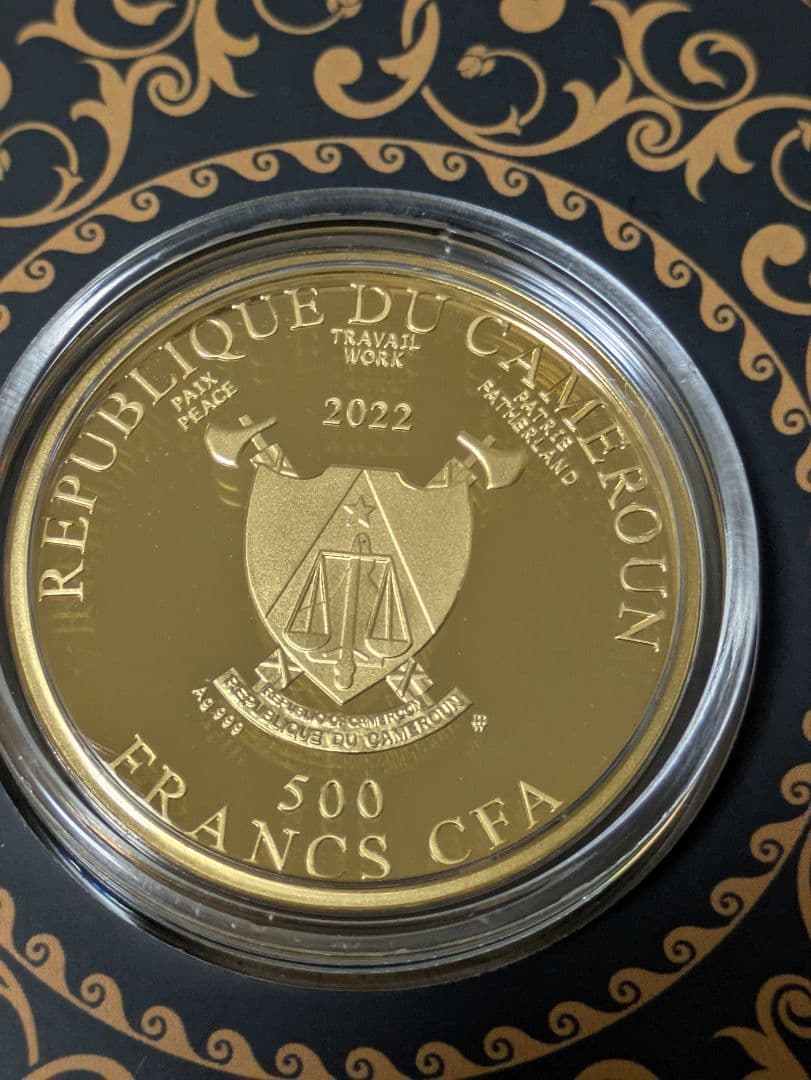 REPUBLIQUE DU CAMEROUN
TRAVAIL
WORK
PAIX
PEACE
PATRIE
FATHERLAND
2022
REPUBLIC OF CAMEROON
REPUBLIQUE DU CAMEROUN
Ag 999
500
FRANCS CFA